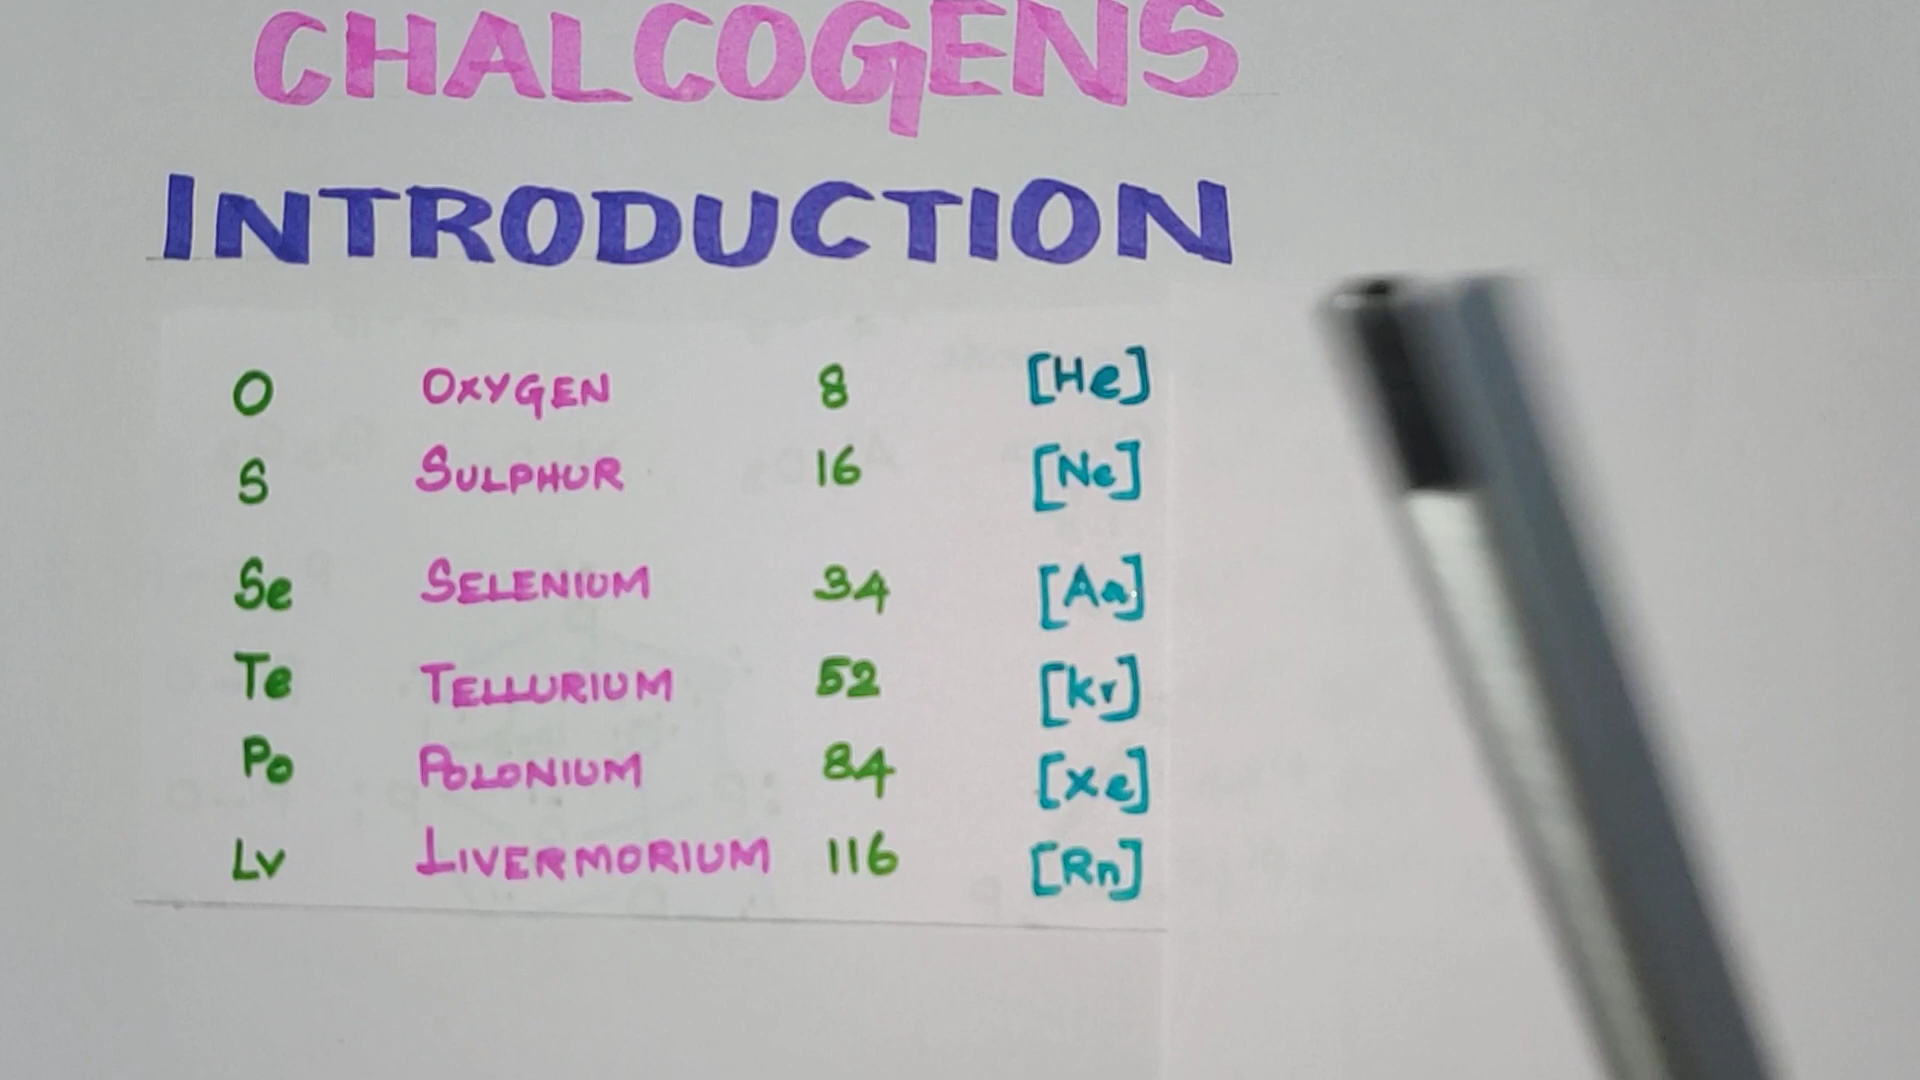 CHALCOGENS
INTRODUCTION
O OXYGEN 8 [He]
S SULPHUR 16 [Ne]
Se SELENIUM 34 [Ar]
Te TELLURIUM 52 [Kr]
Po POLONIUM 84 [Xe]
Lv LIVERMORIUM 116 [Rn]